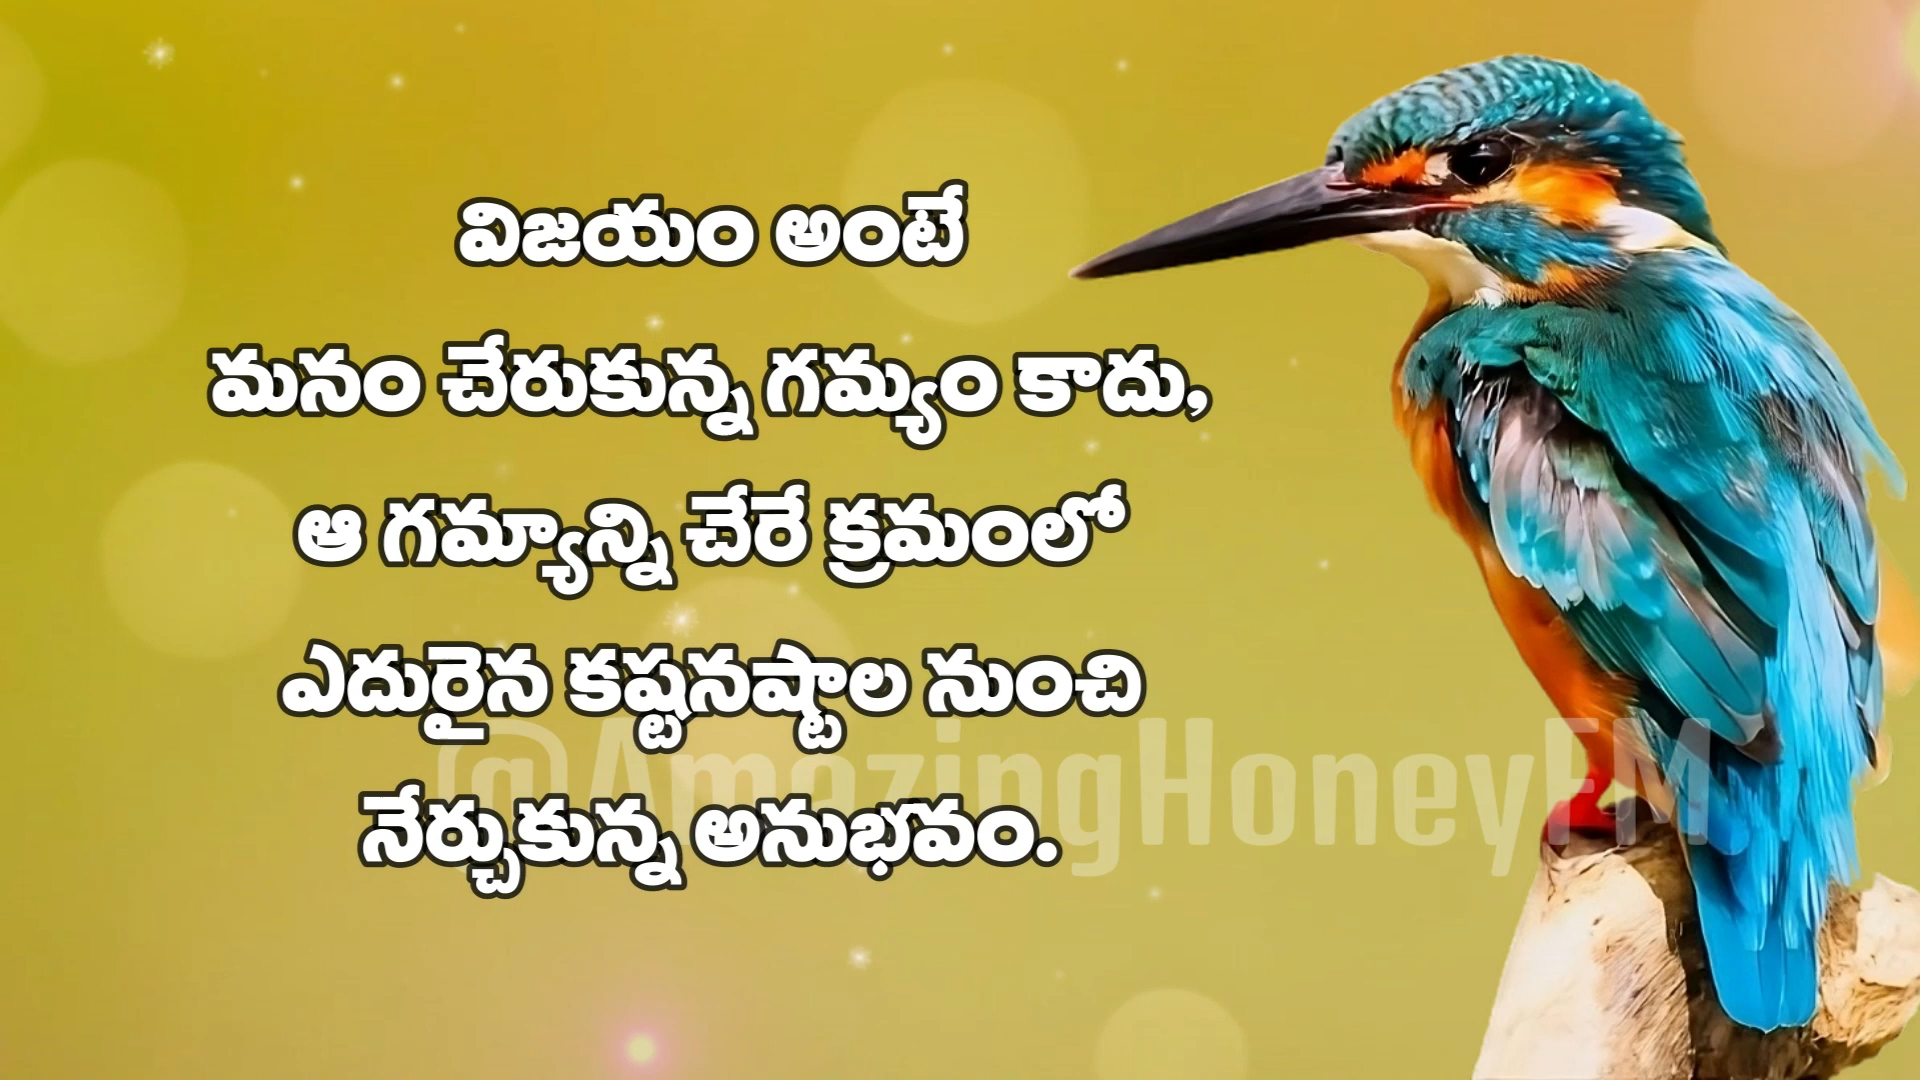 విజయం అంటే
మనం చేరుకున్న గమ్యం కాదు,
ఆ గమ్యాన్ని చేరే క్రమంలో
ఎదురైన కష్టనష్టాల నుంచి
నేర్చుకున్న అనుభవం.
@AmazingHoneyFM